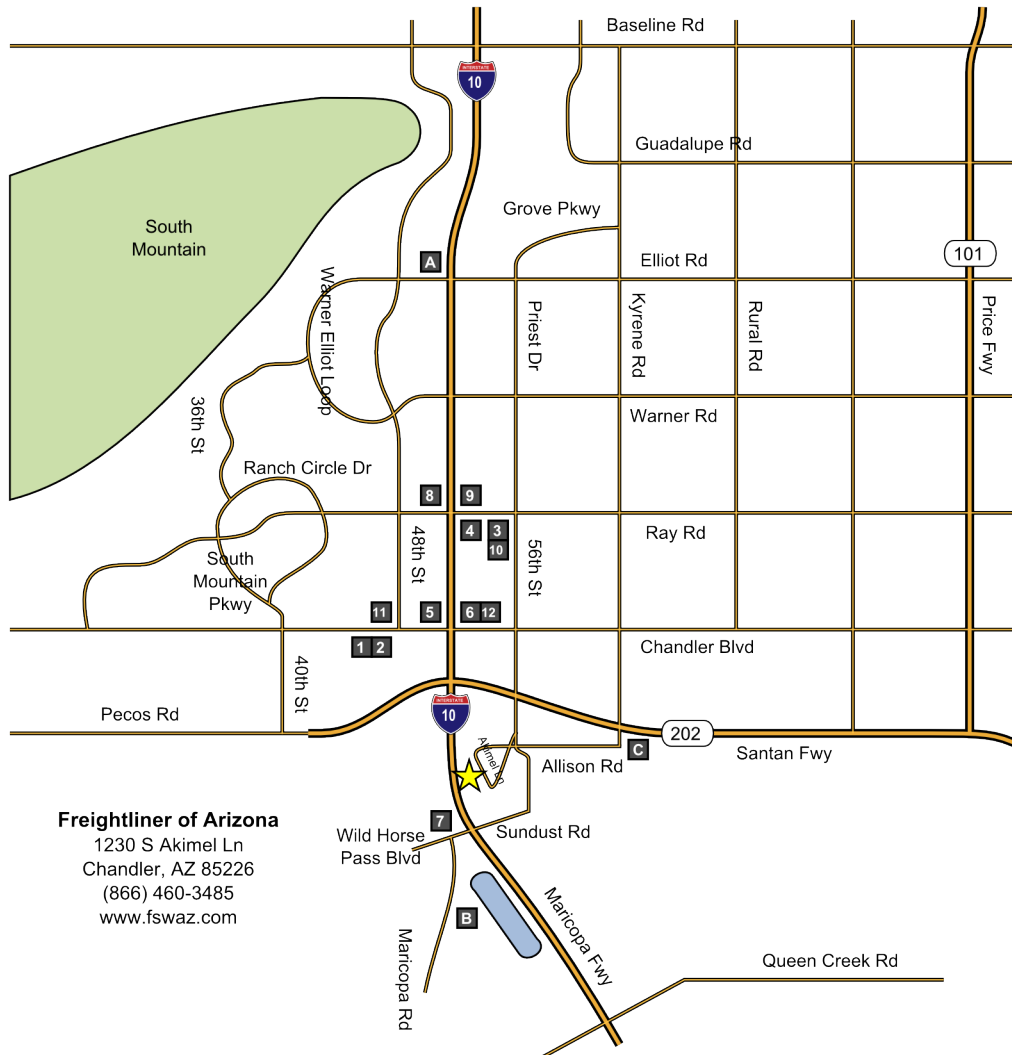 Baseline Rd
INTERSTATE
10
Guadalupe Rd
Grove Pkwy
South
Mountain
A
Elliot Rd
101
Warner Elliot Loop
Priest Dr
Kyrene Rd
Rural Rd
Price Fwy
36th St
Warner Rd
Ranch Circle Dr
8
9
4
3
10
Ray Rd
48th St
56th St
South
Mountain
Pkwy
11
5
6
12
1
2
Chandler Blvd
40th St
INTERSTATE
10
Pecos Rd
202
C
Santan Fwy
Akimel Ln
Allison Rd
Freightliner of Arizona
1230 S Akimel Ln
Chandler, AZ 85226
(866) 460-3485
www.fswaz.com
7
Wild Horse
Pass Blvd
Sundust Rd
B
Maricopa Fwy
Maricopa Rd
Queen Creek Rd